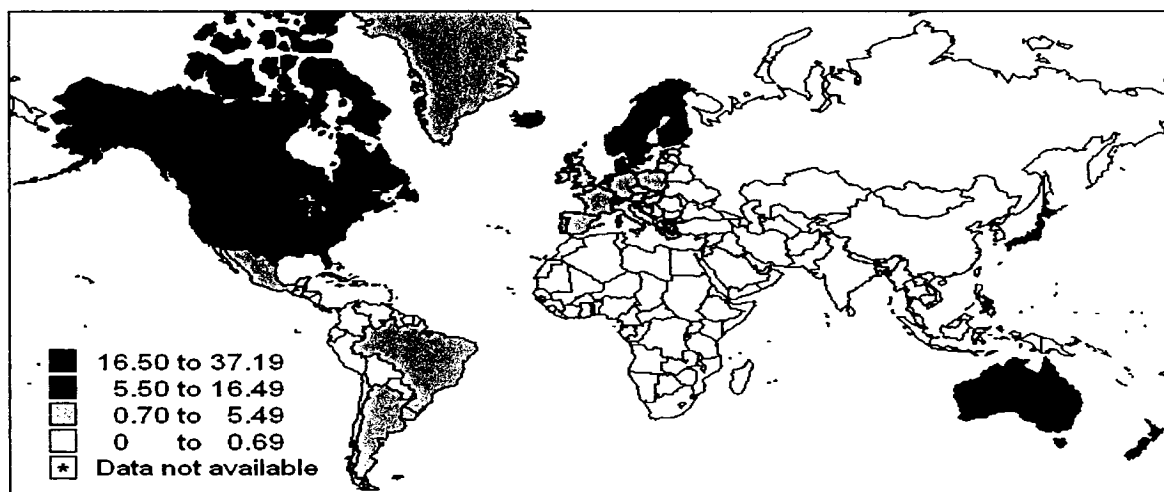 16.50 to 37.19
5.50 to 16.49
0.70 to 5.49
0 to 0.69
* Data not available